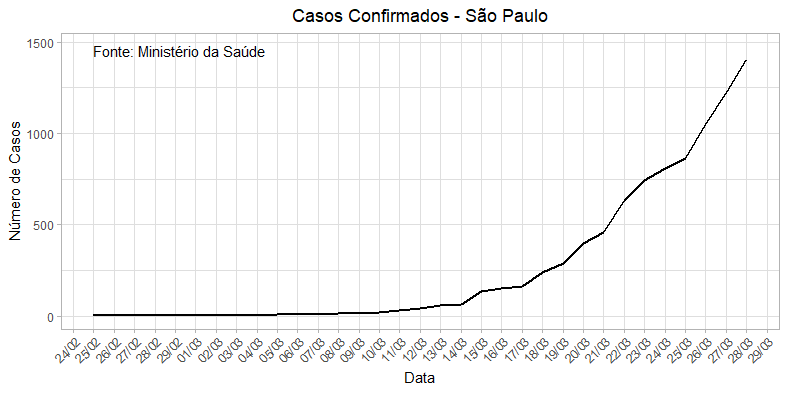 Casos Confirmados - São Paulo
Fonte: Ministério da Saúde
Número de Casos
1500
1000
500
0
24/02 25/02 26/02 27/02 28/02 29/02 01/03 02/03 03/03 04/03 05/03 06/03 07/03 08/03 09/03 10/03 11/03 12/03 13/03 14/03 15/03 16/03 17/03 18/03 19/03 20/03 21/03 22/03 23/03 24/03 25/03 26/03 27/03 28/03 29/03
Data